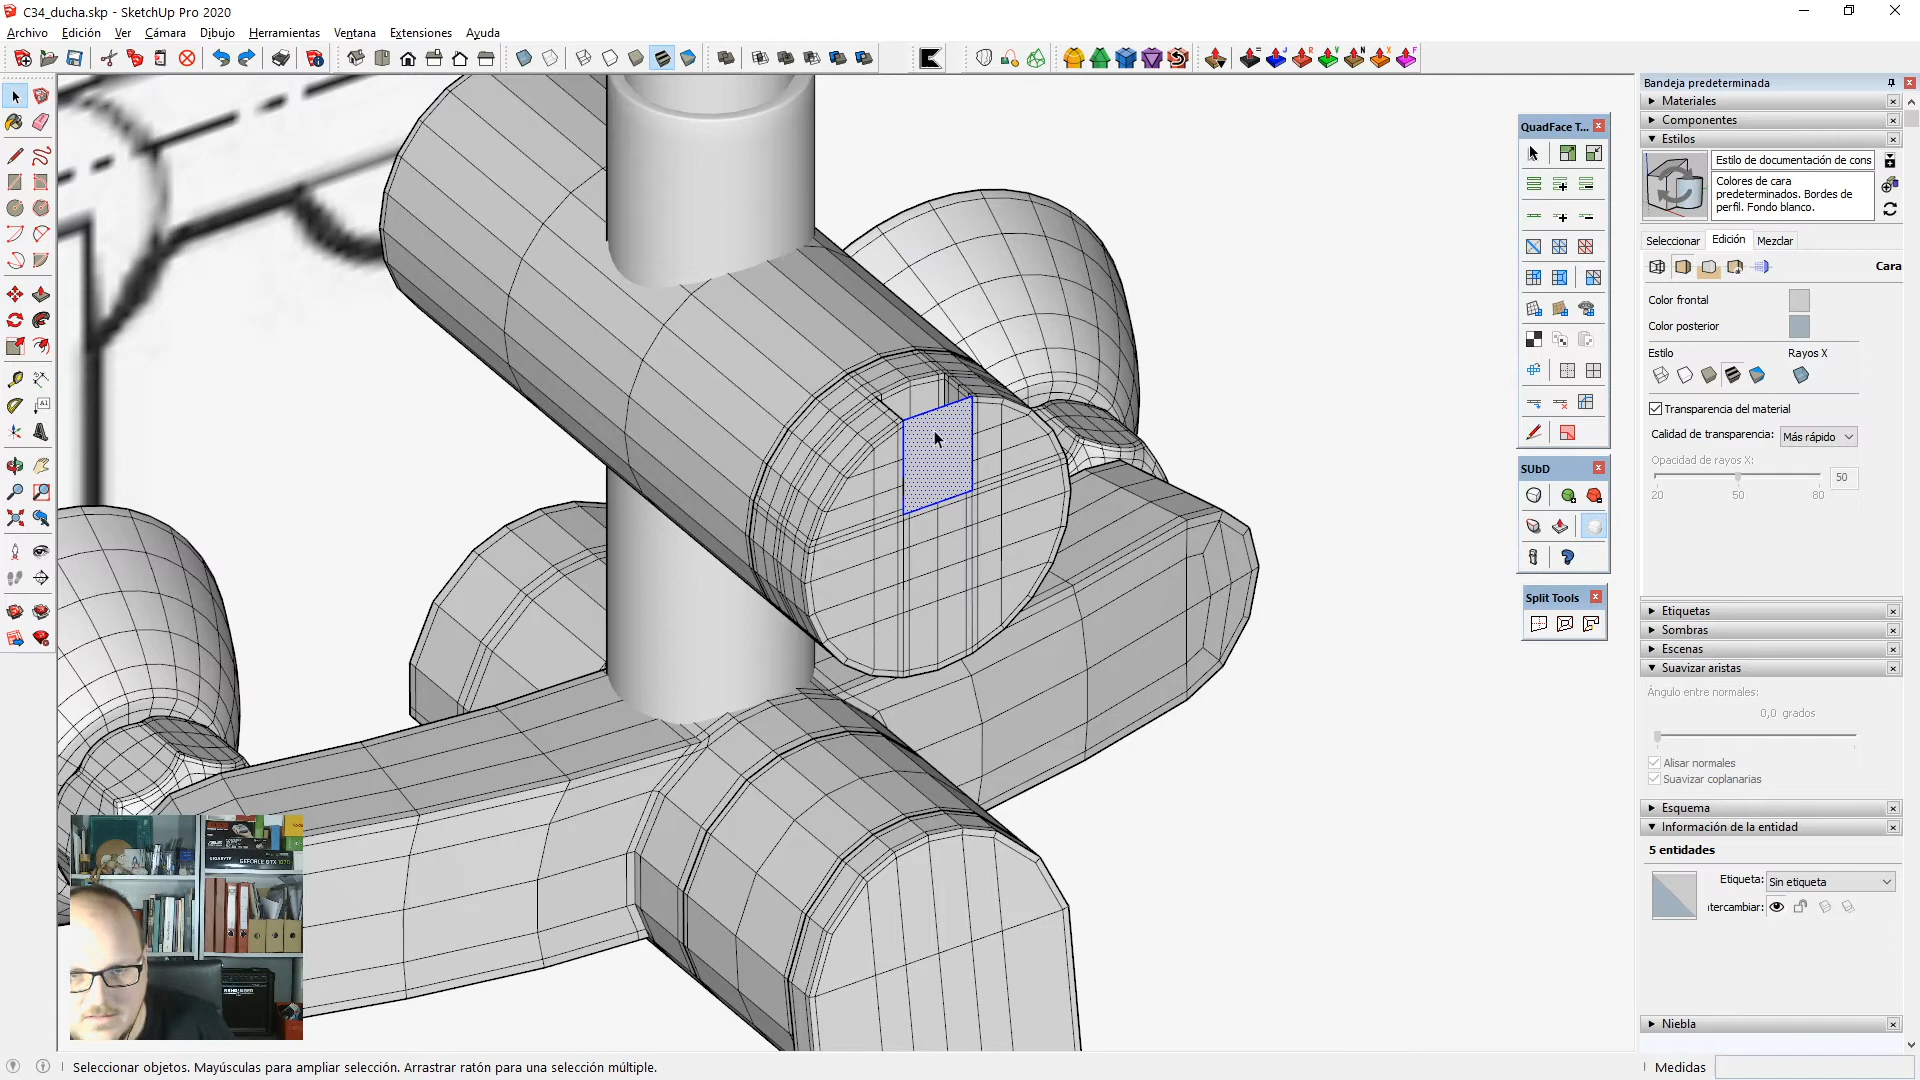 C34_ducha.skp - SketchUp Pro 2020
Archivo Edición Ver Cámara Dibujo Herramientas Ventana Extensiones Ayuda
QuadFace T...
SUbD
Split Tools
Bandeja predeterminada
Materiales
Componentes
Estilos
Estilo de documentación de cons
Colores de cara
predeterminados. Bordes de
perfil. Fondo blanco.
Seleccionar Edición Mezclar
Cara
Color frontal
Color posterior
Estilo Rayos X
Transparencia del material
Calidad de transparencia: Más rápido
Opacidad de rayos X:
50
20 50 80
Etiquetas
Sombras
Escenas
Suavizar aristas
Ángulo entre normales:
0,0 grados
Alisar normales
Suavizar coplanarias
Esquema
Información de la entidad
5 entidades
Etiqueta: Sin etiqueta
ıtercambiar:
Niebla
Seleccionar objetos. Mayúsculas para ampliar selección. Arrastrar ratón para una selección múltiple.
Medidas